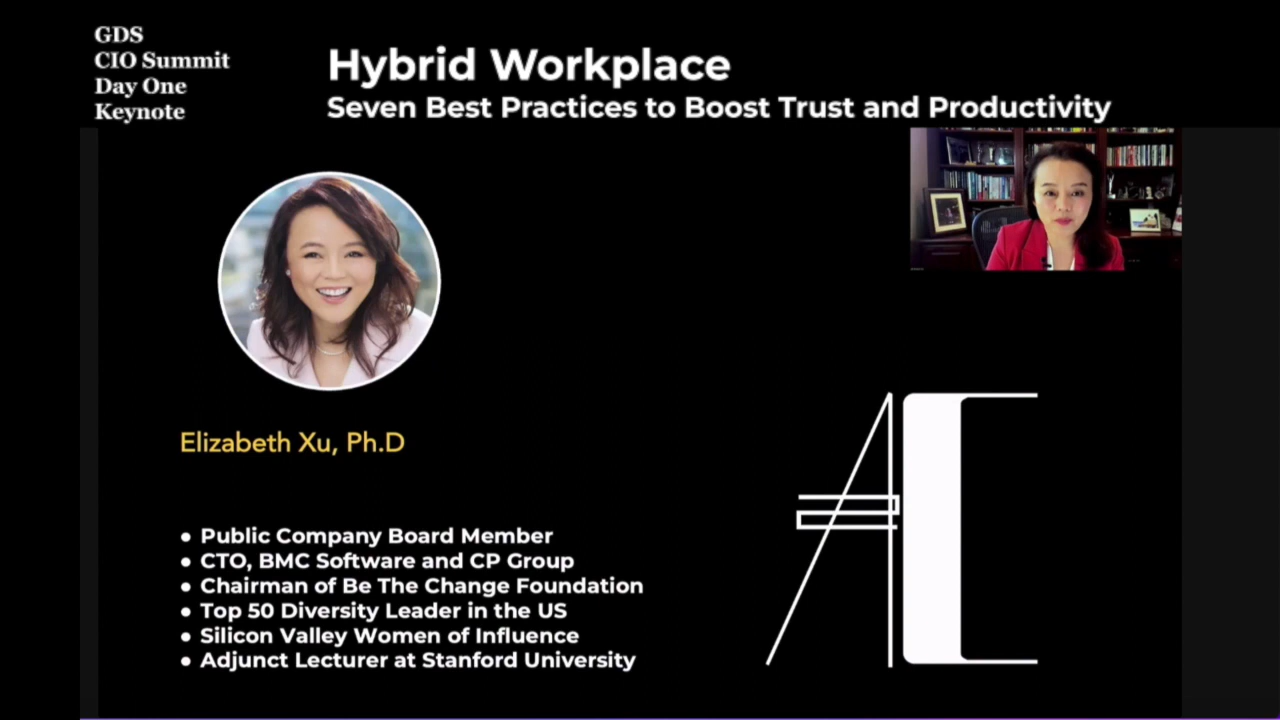 GDS
CIO Summit
Day One
Keynote
Hybrid Workplace
Seven Best Practices to Boost Trust and Productivity
Elizabeth Xu, Ph.D
● Public Company Board Member
● CTO, BMC Software and CP Group
● Chairman of Be The Change Foundation
● Top 50 Diversity Leader in the US
● Silicon Valley Women of Influence
● Adjunct Lecturer at Stanford University